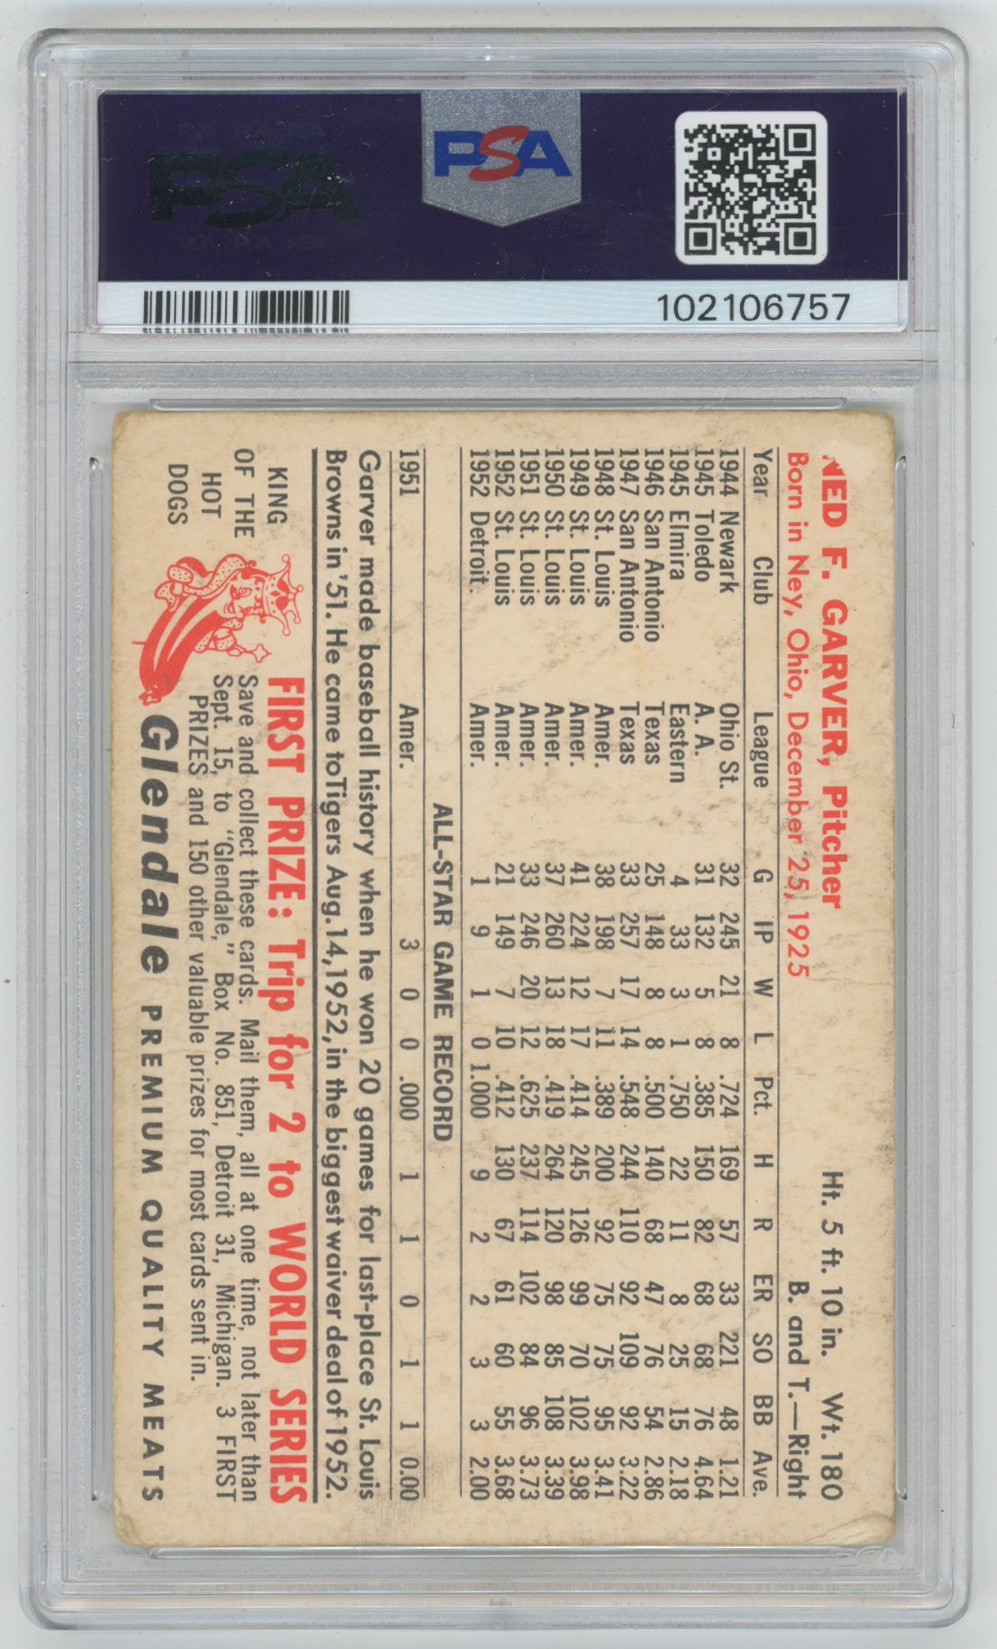 PSA
PSA
102106757
NED F. GARVER, Pitcher Ht. 5 ft. 10 in. Wt. 180
Born in Ney, Ohio, December 25, 1925 B. and T.—Right
Year Club League G IP W L Pct. H R ER SO BB Ave.
1944 Newark Ohio St. 32 245 21 8 .724 169 57 33 221 48 1.21
1945 Toledo A. A. 31 132 5 8 .385 150 82 68 68 76 4.64
1945 Elmira Eastern 4 33 3 1 .750 22 11 8 25 15 2.18
1946 San Antonio Texas 25 148 8 8 .500 140 68 47 76 54 2.86
1947 San Antonio Texas 33 257 17 14 .548 244 110 92 109 92 3.22
1948 St. Louis Amer. 38 198 7 11 .389 200 92 75 75 95 3.41
1949 St. Louis Amer. 41 224 12 17 .414 245 126 99 70 102 3.98
1950 St. Louis Amer. 37 260 13 18 .419 264 120 98 85 108 3.39
1951 St. Louis Amer. 33 246 20 12 .625 237 114 102 84 96 3.73
1952 St. Louis Amer. 21 149 7 10 .412 130 67 61 60 55 3.68
1952 Detroit Amer. 1 9 1 0 1.000 9 2 2 3 3 2.00
ALL-STAR GAME RECORD
1951 Amer. 3 0 0 .000 1 1 0 1 1 0.00
Garver made baseball history when he won 20 games for last-place St. Louis
Browns in '51. He came to Tigers Aug. 14, 1952, in the biggest waiver deal of 1952.
KING
OF THE
HOT
DOGS
FIRST PRIZE: Trip for 2 to WORLD SERIES
Save and collect these cards. Mail them, all at one time, not later than
Sept. 15, to "Glendale," Box No. 851, Detroit 31, Michigan. 3 FIRST
PRIZES and 150 other valuable prizes for most cards sent in.
Glendale PREMIUM QUALITY MEATS